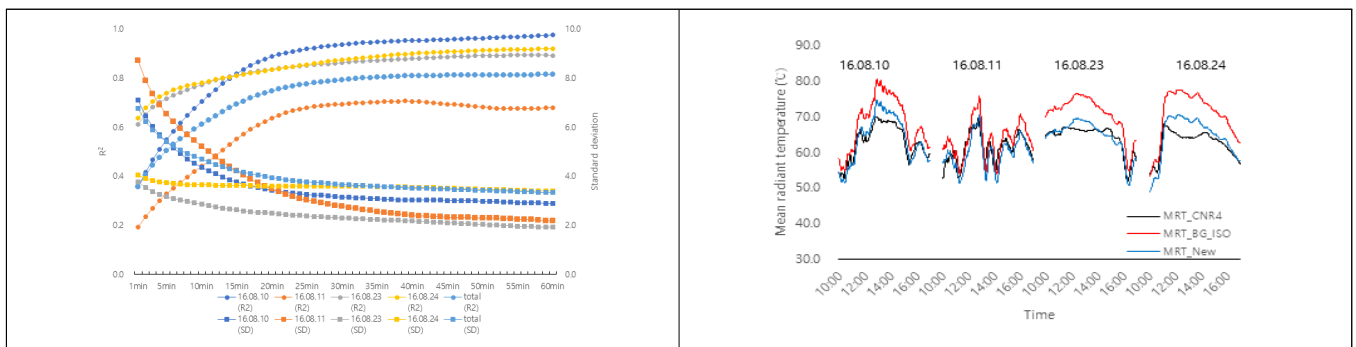 1.0
0.8
0.6
0.4
0.2
0.0
R²
10.0
8.0
6.0
4.0
2.0
0.0
Standard deviation
1min 5min 10min 15min 20min 25min 30min 35min 40min 45min 50min 55min 60min
16.08.10 (R2) 16.08.11 (R2) 16.08.23 (R2) 16.08.24 (R2) total (R2)
16.08.10 (SD) 16.08.11 (SD) 16.08.23 (SD) 16.08.24 (SD) total (SD)
90.0
80.0
70.0
60.0
50.0
40.0
30.0
Mean radiant temperature (℃)
16.08.10 16.08.11 16.08.23 16.08.24
MRT_CNR4
MRT_BG_ISO
MRT_New
10:00 12:00 14:00 16:00 10:00 12:00 14:00 16:00 10:00 12:00 14:00 16:00 10:00 12:00 14:00 16:00
Time